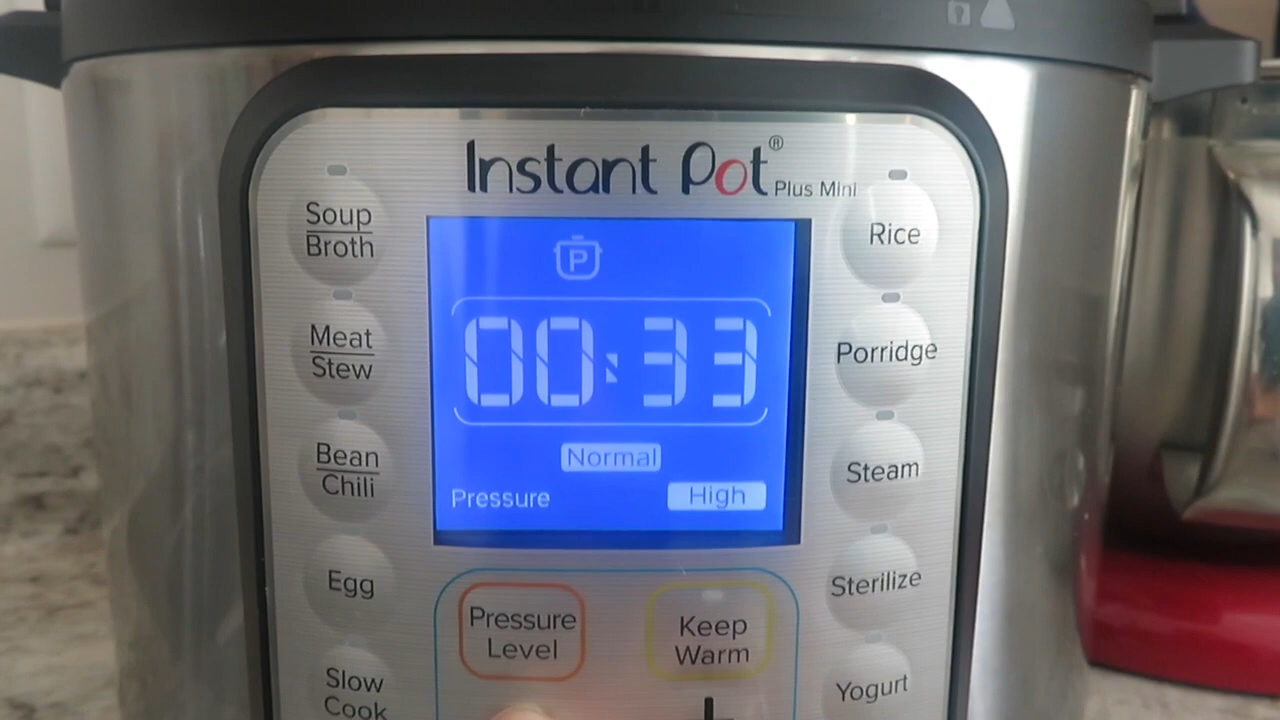 Instant Pot®
Plus Mini
Soup
Broth
Meat
Stew
Bean
Chili
Egg
Slow
Cook
P
00:33
Normal
Pressure High
Pressure
Level
Keep
Warm
+
Rice
Porridge
Steam
Sterilize
Yogurt